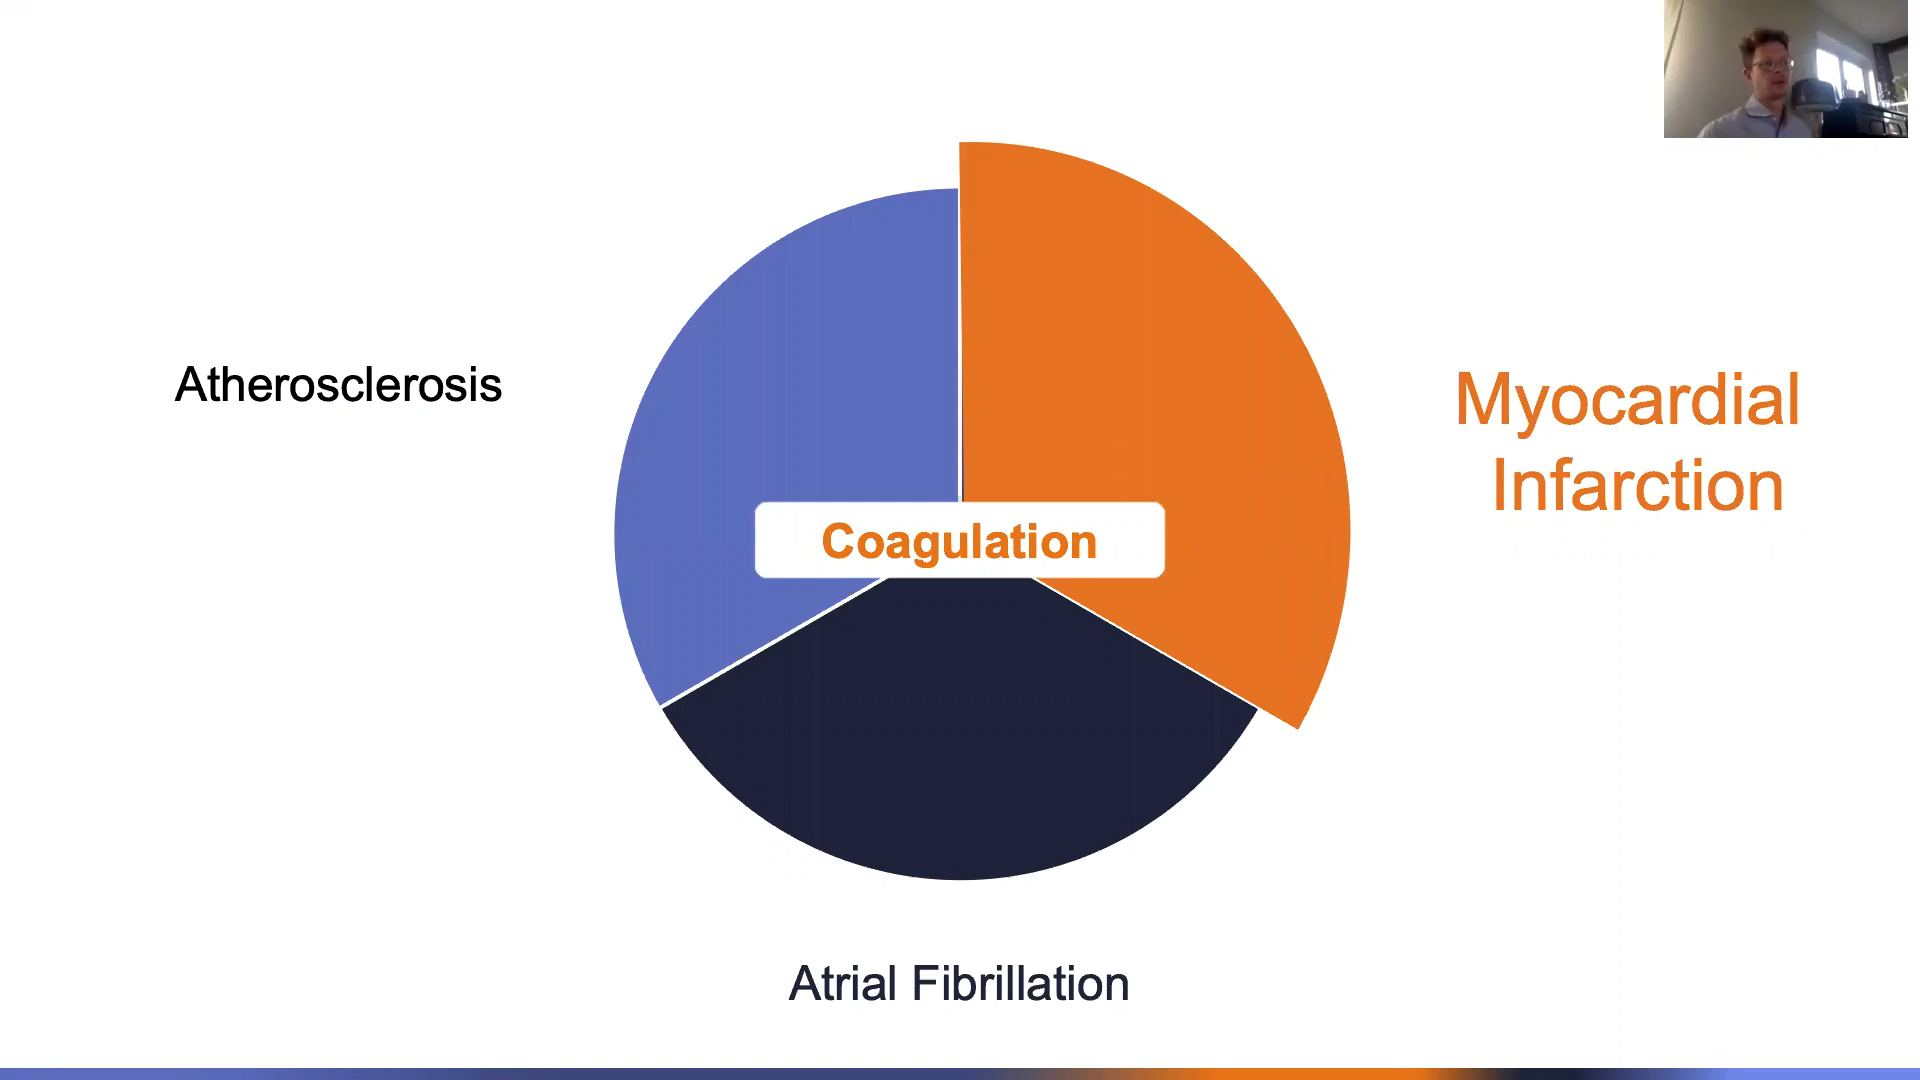 Atherosclerosis
Myocardial
Infarction
Coagulation
Atrial Fibrillation